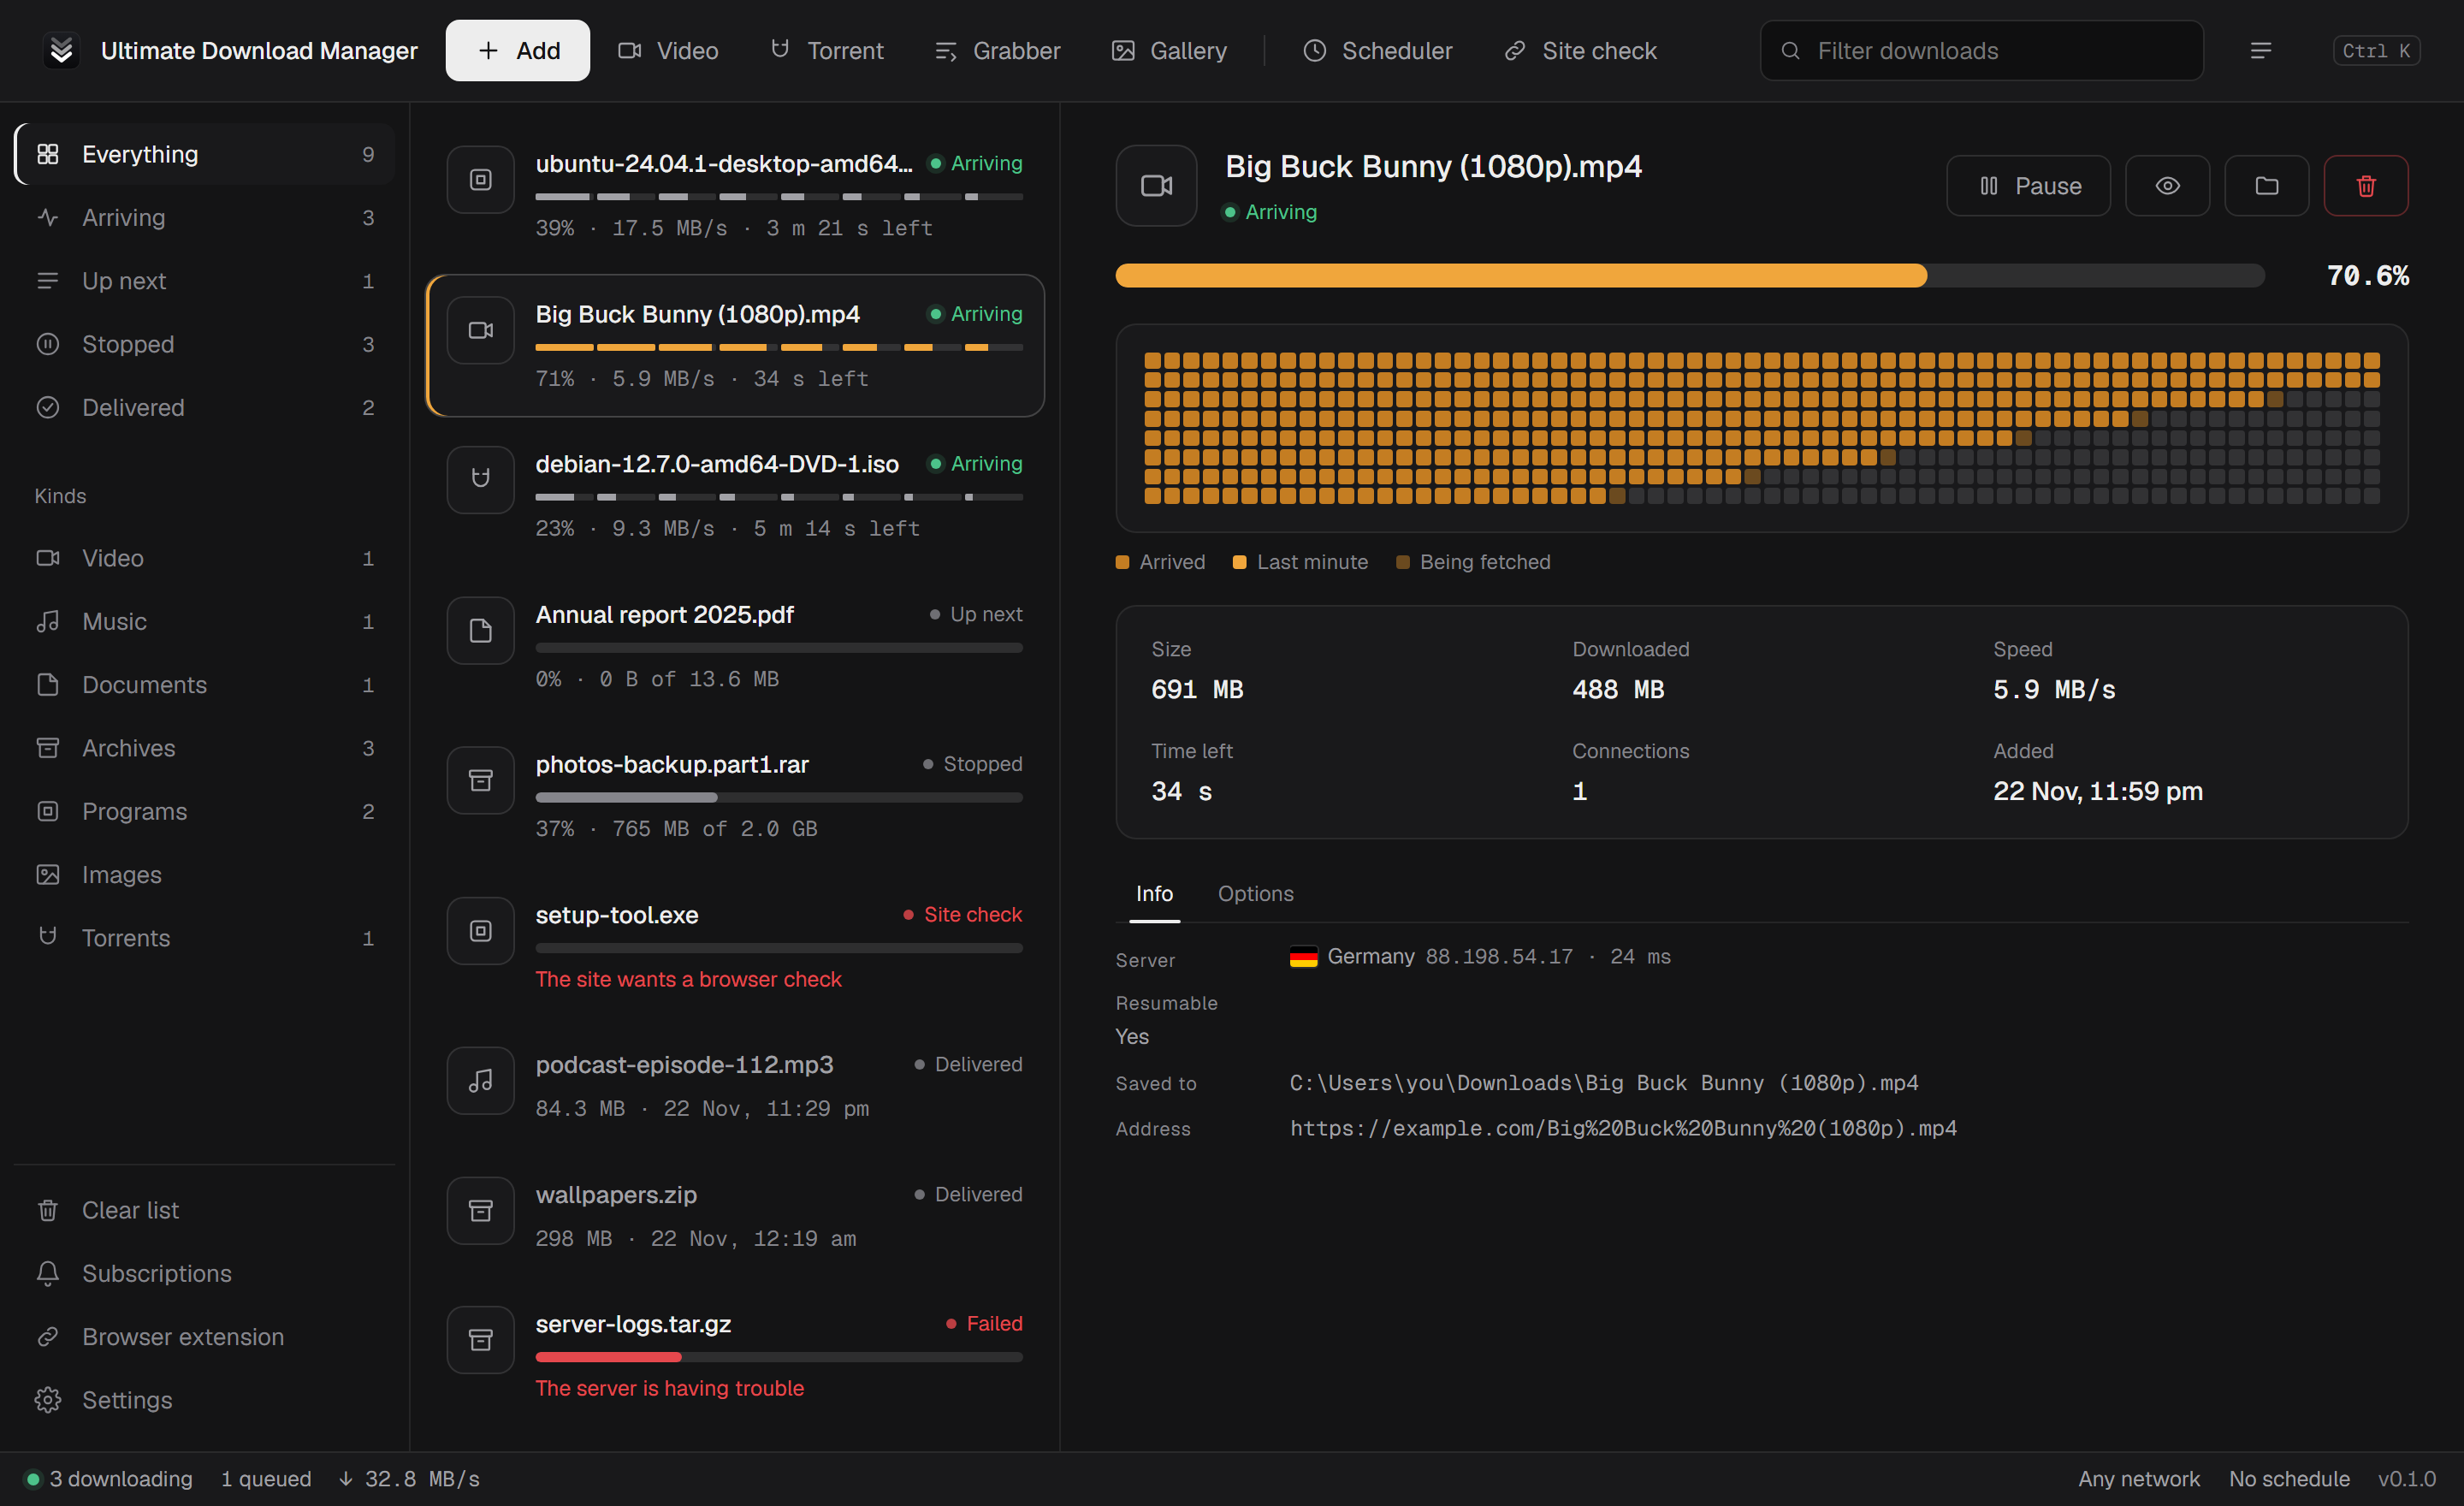 Ultimate Download Manager Add Video Torrent Grabber Gallery Scheduler Site check Filter downloads Ctrl K
Everything 9
Arriving 3
Up next 1
Stopped 3
Delivered 2
Kinds
Video 1
Music 1
Documents 1
Archives 3
Programs 2
Images
Torrents 1
Clear list
Subscriptions
Browser extension
Settings
ubuntu-24.04.1-desktop-amd64... Arriving
39% · 17.5 MB/s · 3 m 21 s left
Big Buck Bunny (1080p).mp4 Arriving
71% · 5.9 MB/s · 34 s left
debian-12.7.0-amd64-DVD-1.iso Arriving
23% · 9.3 MB/s · 5 m 14 s left
Annual report 2025.pdf Up next
0% · 0 B of 13.6 MB
photos-backup.part1.rar Stopped
37% · 765 MB of 2.0 GB
setup-tool.exe Site check
The site wants a browser check
podcast-episode-112.mp3 Delivered
84.3 MB · 22 Nov, 11:29 pm
wallpapers.zip Delivered
298 MB · 22 Nov, 12:19 am
server-logs.tar.gz Failed
The server is having trouble
Big Buck Bunny (1080p).mp4
Arriving
Pause
70.6%
Arrived Last minute Being fetched
Size Downloaded Speed
691 MB 488 MB 5.9 MB/s
Time left Connections Added
34 s 1 22 Nov, 11:59 pm
Info Options
Server Germany 88.198.54.17 · 24 ms
Resumable
Yes
Saved to C:\Users\you\Downloads\Big Buck Bunny (1080p).mp4
Address https://example.com/Big%20Buck%20Bunny%20(1080p).mp4
3 downloading 1 queued ↓ 32.8 MB/s Any network No schedule v0.1.0